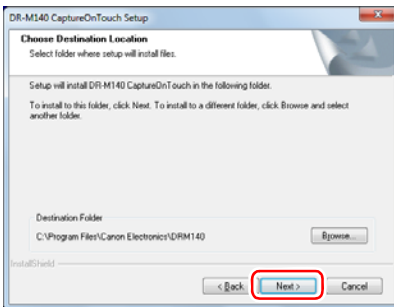 DR-M140 CaptureOnTouch Setup
Choose Destination Location
Select folder where setup will install files.
Setup will install DR-M140 CaptureOnTouch in the following folder.
To install to this folder, click Next. To install to a different folder, click Browse and select
another folder.
Destination Folder
C:\Program Files\Canon Electronics\DRM140
Browse...
InstallShield
< Back
Next >
Cancel